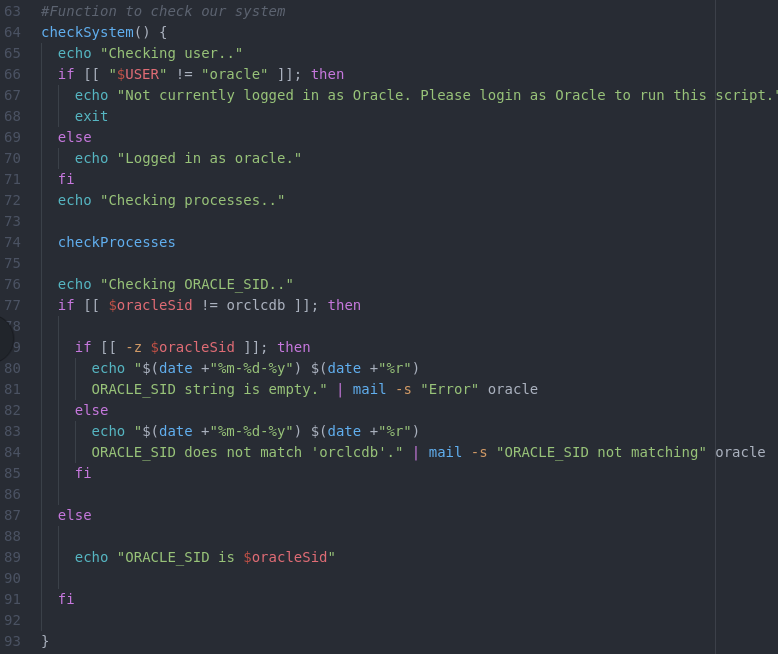 63 #Function to check our system
64 checkSystem() {
65 echo "Checking user.."
66 if [[ "$USER" != "oracle" ]]; then
67 echo "Not currently logged in as Oracle. Please login as Oracle to run this script."
68 exit
69 else
70 echo "Logged in as oracle."
71 fi
72 echo "Checking processes.."
73
74 checkProcesses
75
76 echo "Checking ORACLE_SID.."
77 if [[ $oracleSid != orclcdb ]]; then
78
9 if [[ -z $oracleSid ]]; then
80 echo "$(date +"%m-%d-%y") $(date +"%r")
81 ORACLE_SID string is empty." | mail -s "Error" oracle
82 else
83 echo "$(date +"%m-%d-%y") $(date +"%r")
84 ORACLE_SID does not match 'orclcdb'." | mail -s "ORACLE_SID not matching" oracle
85 fi
86
87 else
88
89 echo "ORACLE_SID is $oracleSid"
90
91 fi
92
93 }